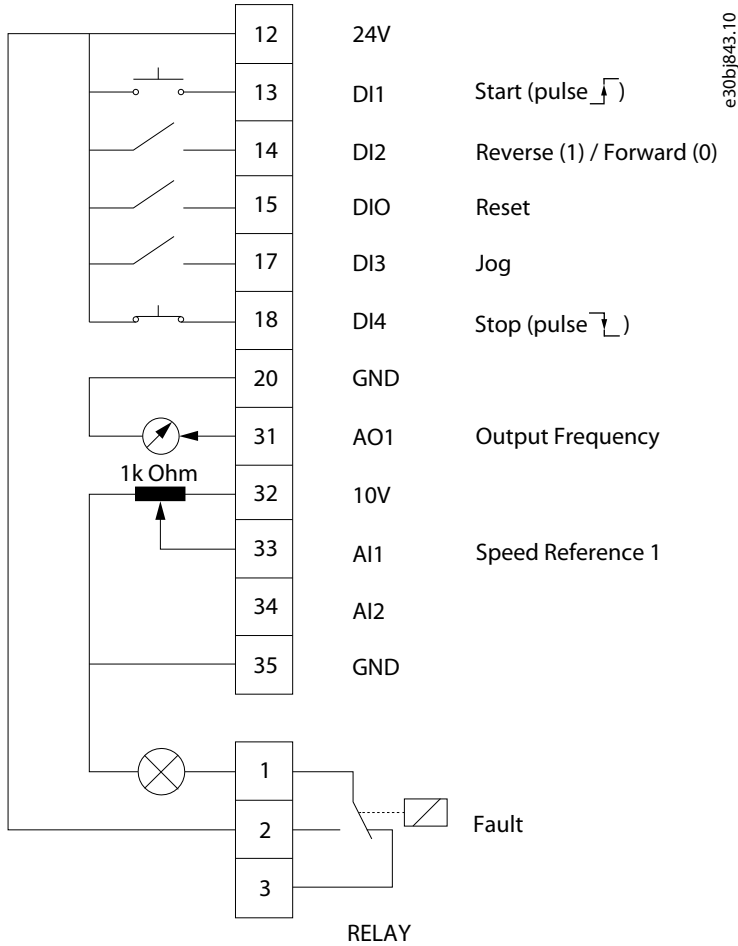 e30bj843.10
12 24V
13 DI1 Start (pulse )
14 DI2 Reverse (1) / Forward (0)
15 DIO Reset
17 DI3 Jog
18 DI4 Stop (pulse )
20 GND
31 AO1 Output Frequency
1k Ohm
32 10V
33 AI1 Speed Reference 1
34 AI2
35 GND
1
2 Fault
3
RELAY